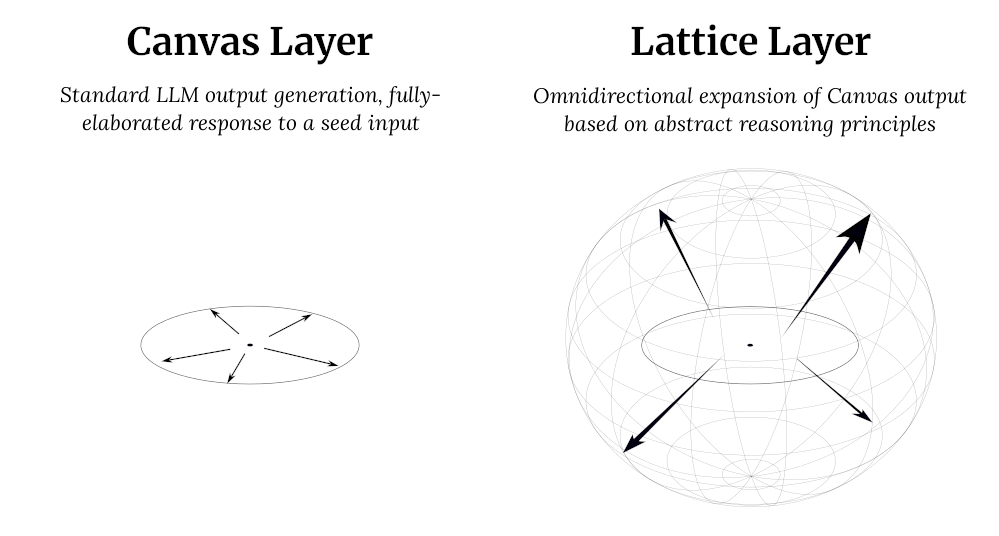 Canvas Layer
Standard LLM output generation, fully-
elaborated response to a seed input
Lattice Layer
Omnidirectional expansion of Canvas output
based on abstract reasoning principles